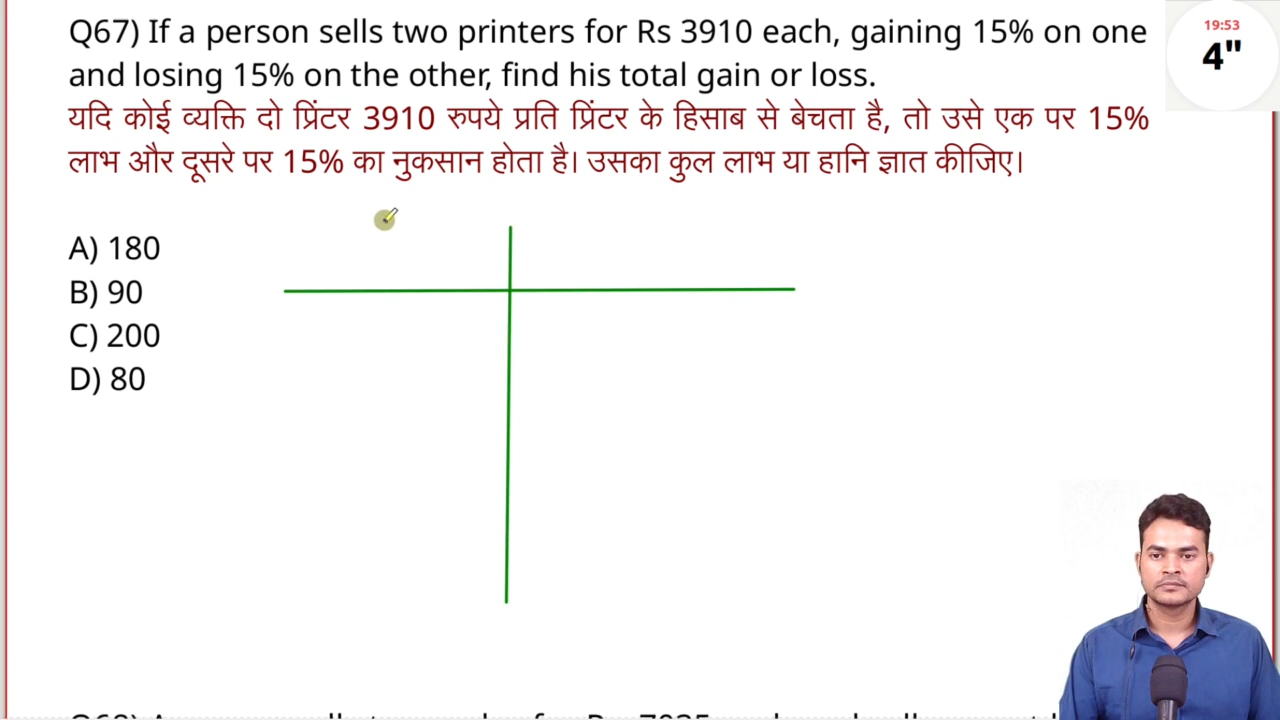 Q67) If a person sells two printers for Rs 3910 each, gaining 15% on one
and losing 15% on the other, find his total gain or loss.
यदि कोई व्यक्ति दो प्रिंटर 3910 रुपये प्रति प्रिंटर के हिसाब से बेचता है, तो उसे एक पर 15%
लाभ और दूसरे पर 15% का नुकसान होता है। उसका कुल लाभ या हानि ज्ञात कीजिए।
A) 180
B) 90
C) 200
D) 80
19:53
4"